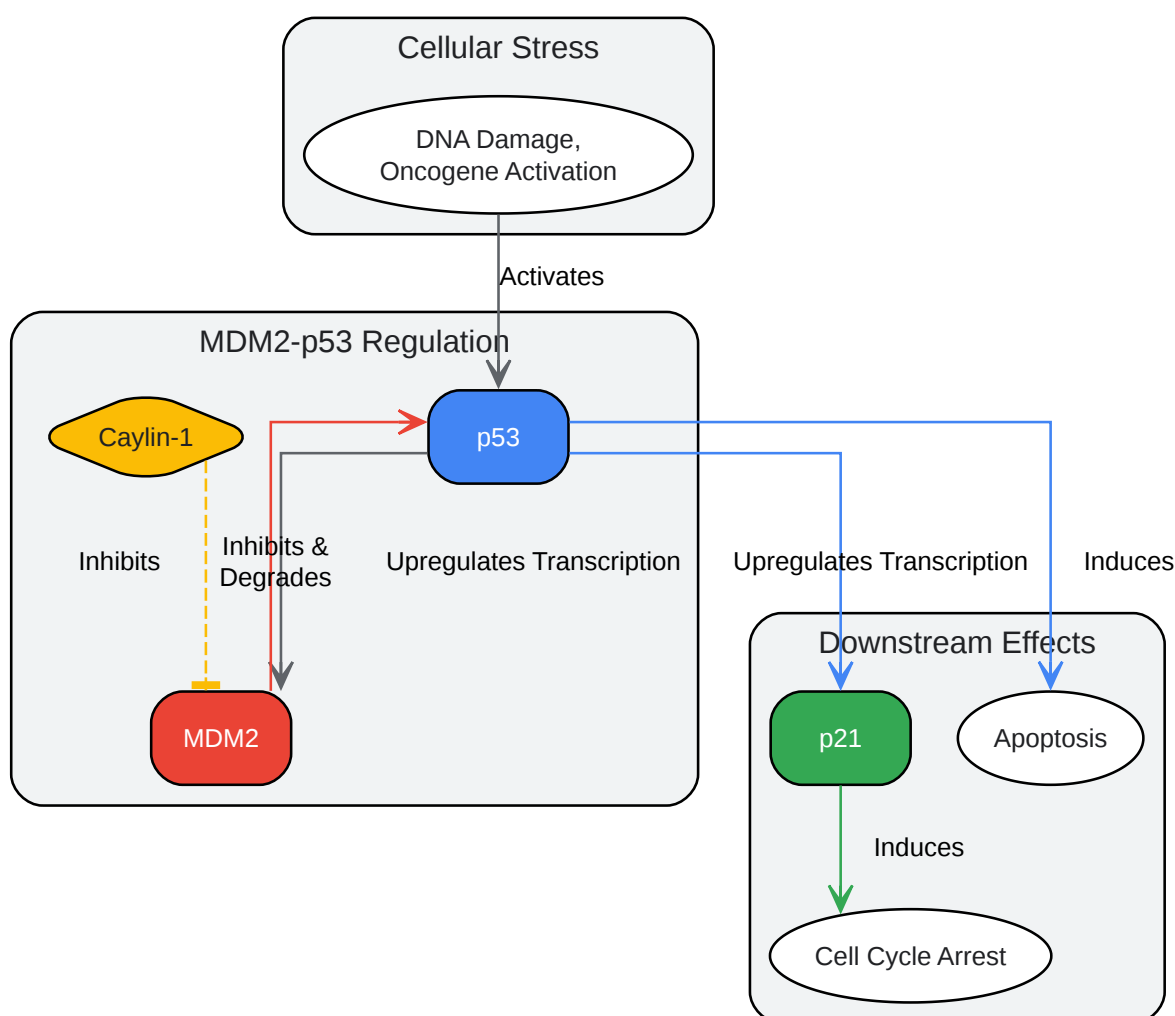 Cellular Stress
DNA Damage,
Oncogene Activation
Activates
MDM2-p53 Regulation
Caylin-1
p53
Inhibits
Inhibits &
Degrades
Upregulates Transcription
Upregulates Transcription
Induces
Downstream Effects
MDM2
p21
Apoptosis
Induces
Cell Cycle Arrest